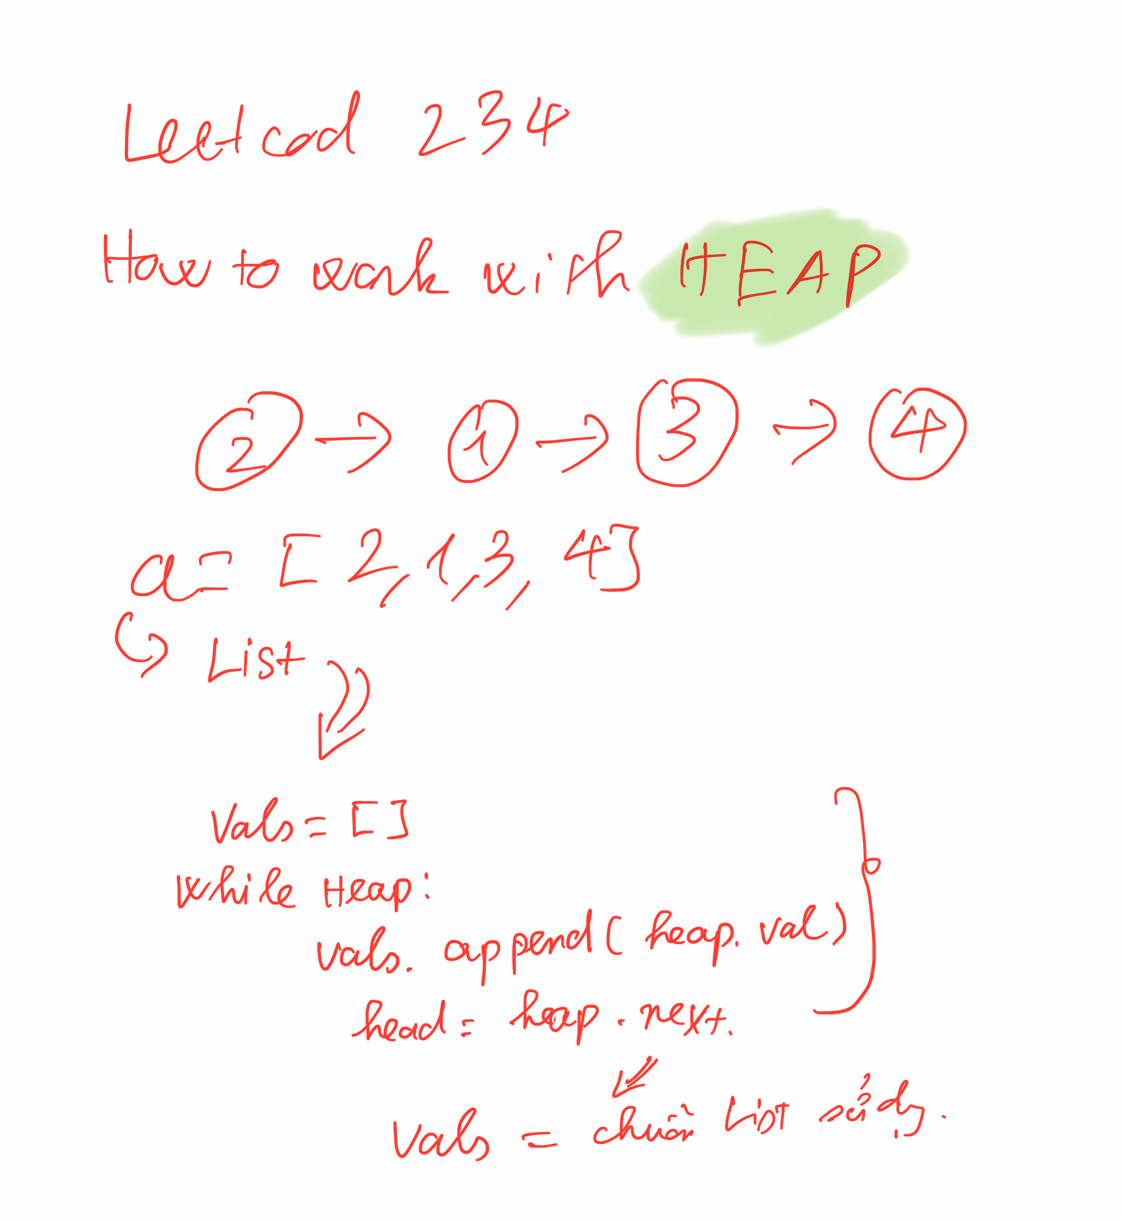 Leetcod 234
How to work with HEAP
2 → 1 → 3 → 4
a = [2,1,3,4]
↳ List
Vals = []
while Heap:
vals.append(heap.val)
head = heap.next.
Vals = chuẩn List sử dụng.